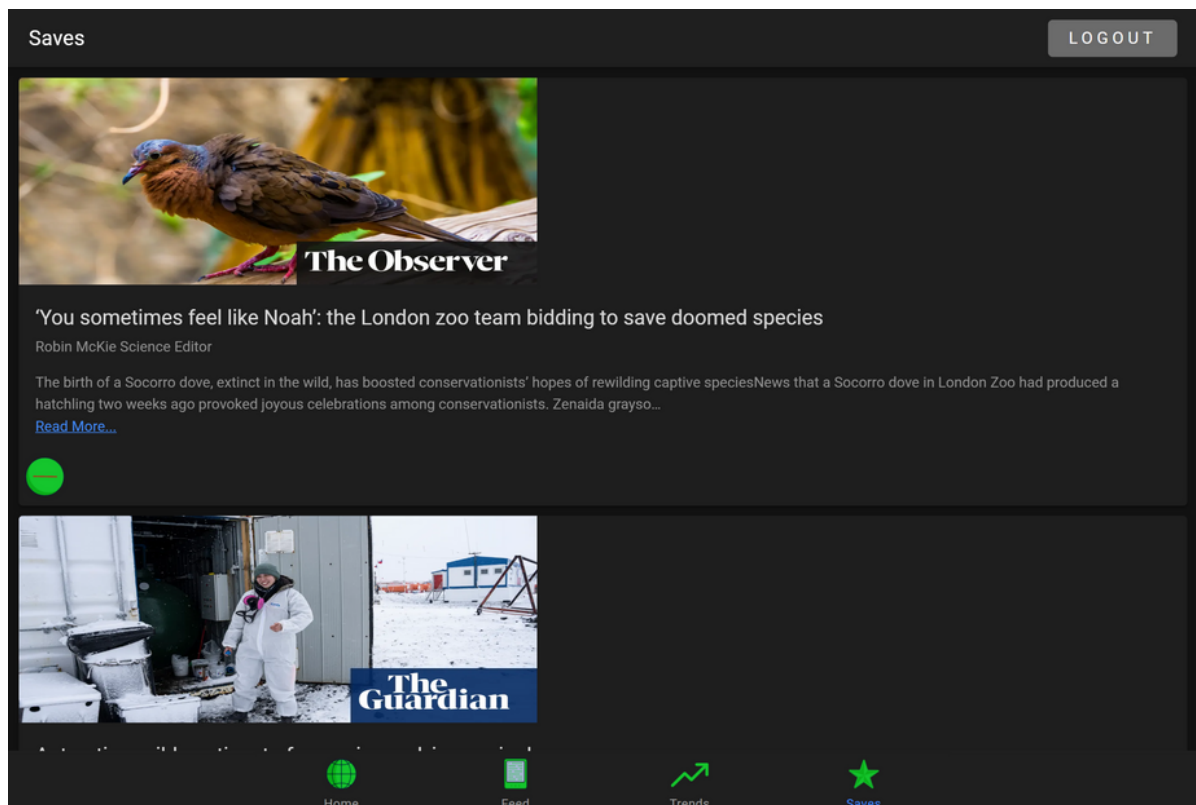 Saves
LOGOUT
The Observer
‘You sometimes feel like Noah’: the London zoo team bidding to save doomed species
Robin McKie Science Editor
The birth of a Socorro dove, extinct in the wild, has boosted conservationists’ hopes of rewilding captive speciesNews that a Socorro dove in London Zoo had produced a
hatchling two weeks ago provoked joyous celebrations among conservationists. Zenaida grayso…
Read More...
The
Guardian
Home
Feed
Trends
Saves